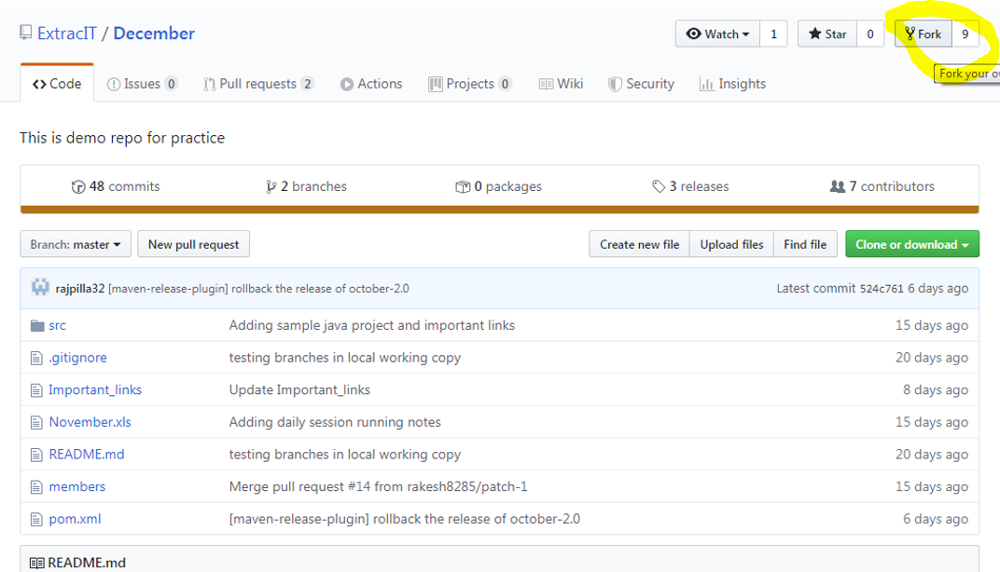 ExtracIT / December Watch 1 Star 0 Fork 9
Fork your ow
Code Issues 0 Pull requests 2 Actions Projects 0 Wiki Security Insights
This is demo repo for practice
48 commits 2 branches 0 packages 3 releases 7 contributors
Branch: master New pull request Create new file Upload files Find file Clone or download
rajpilla32 [maven-release-plugin] rollback the release of october-2.0 Latest commit 524c761 6 days ago
src Adding sample java project and important links 15 days ago
.gitignore testing branches in local working copy 20 days ago
Important_links Update Important_links 8 days ago
November.xls Adding daily session running notes 15 days ago
README.md testing branches in local working copy 20 days ago
members Merge pull request #14 from rakesh8285/patch-1 15 days ago
pom.xml [maven-release-plugin] rollback the release of october-2.0 6 days ago
README.md